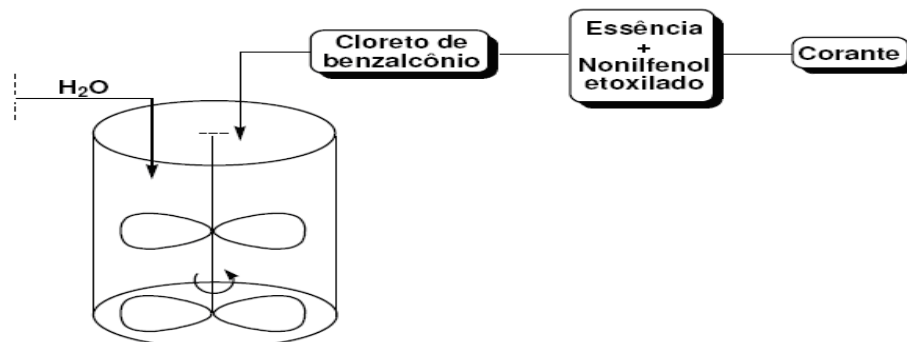 H₂O
Cloreto de
benzalcônio
Essência
+
Nonilfenol
etoxilado
Corante